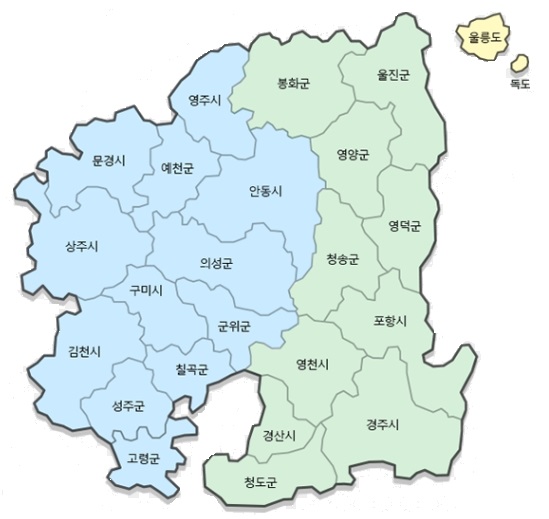 울릉도
독도
봉화군
울진군
영주시
문경시
예천군
영양군
안동시
영덕군
상주시
의성군
청송군
구미시
군위군
포항시
김천시
칠곡군
영천시
성주군
경산시
경주시
고령군
청도군